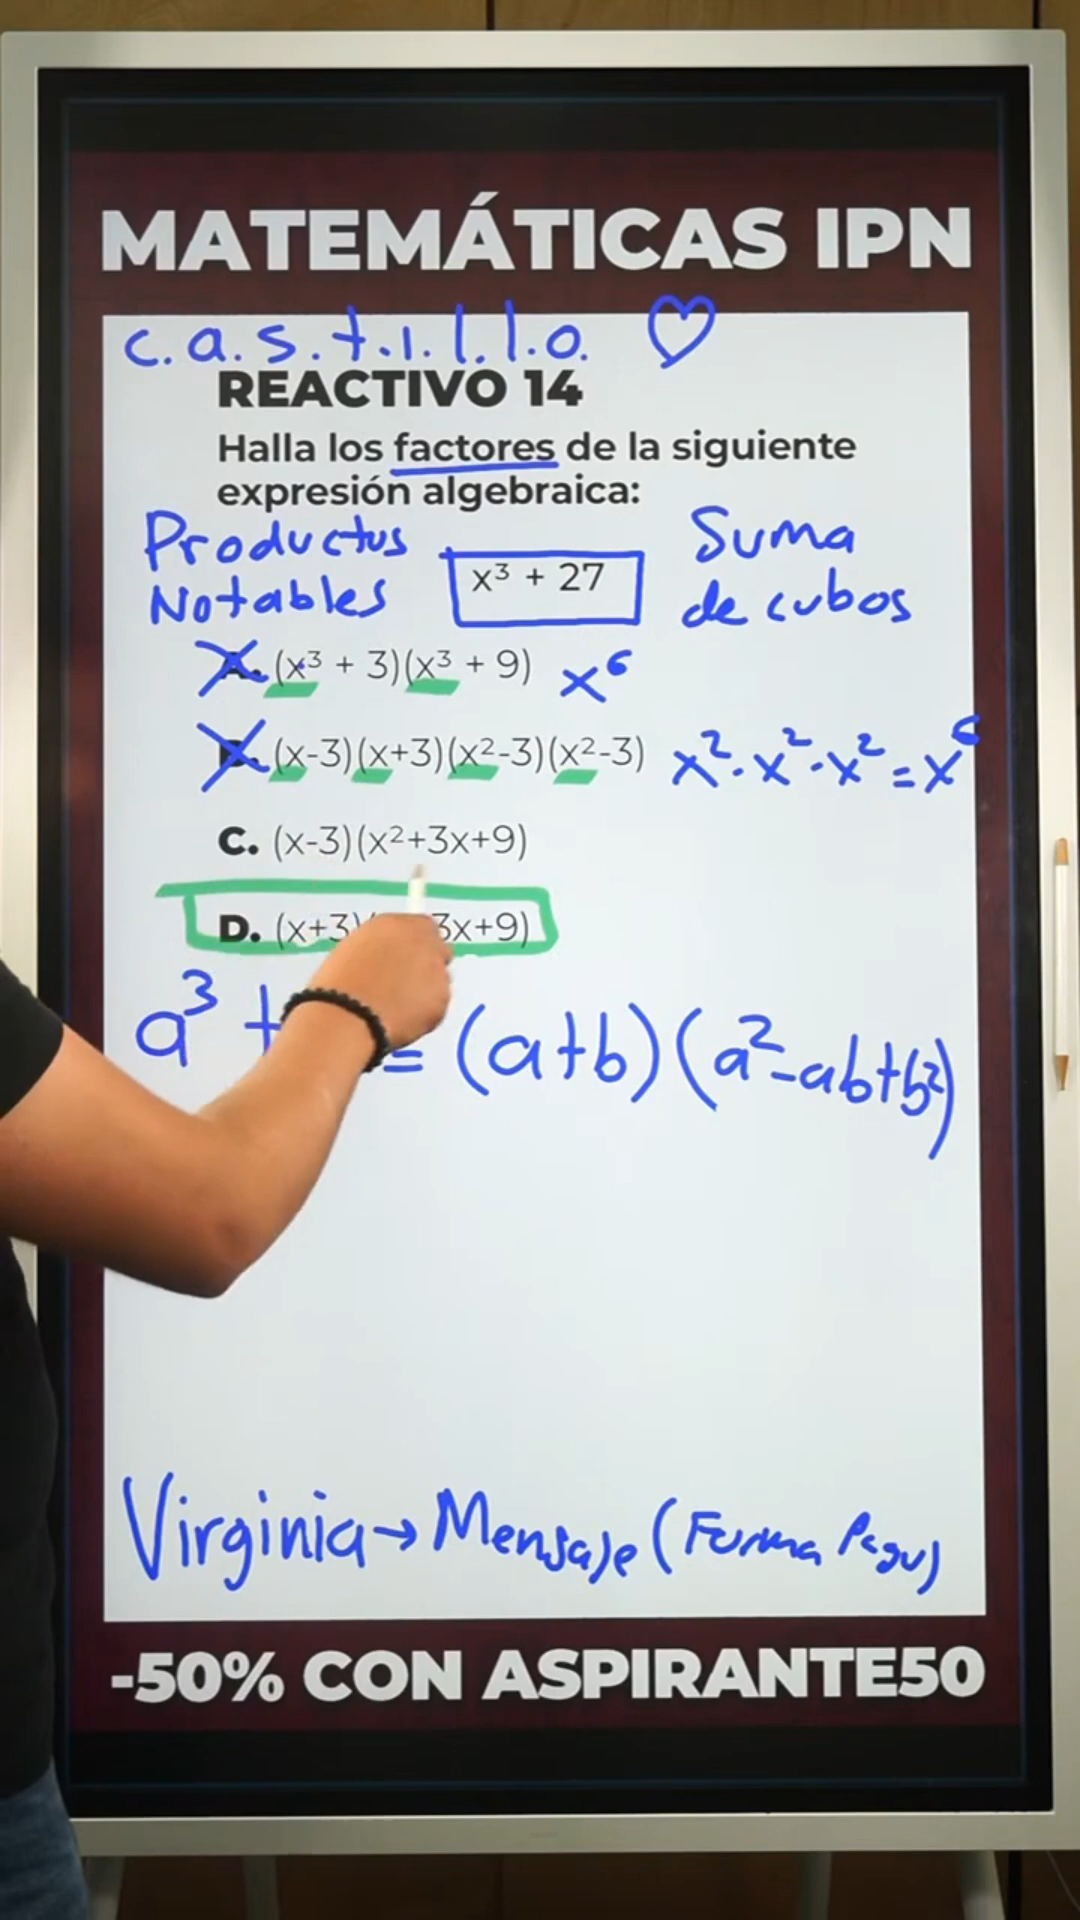 MATEMÁTICAS IPN
c.a.s.t.i.l.l.o. ♡
REACTIVO 14
Halla los factores de la siguiente
expresión algebraica:
Productos
Notables
x³ + 27
Suma
de cubos
(x³ + 3)(x³ + 9) x⁶
(x-3)(x+3)(x²-3)(x²-3) x²·x²·x²=x⁶
C. (x-3)(x²+3x+9)
D. (x+3) 3x+9)
a³ + = (a+b)(a²-ab+b²)
Virginia→Mensaje (Forma Pago)
-50% CON ASPIRANTE50